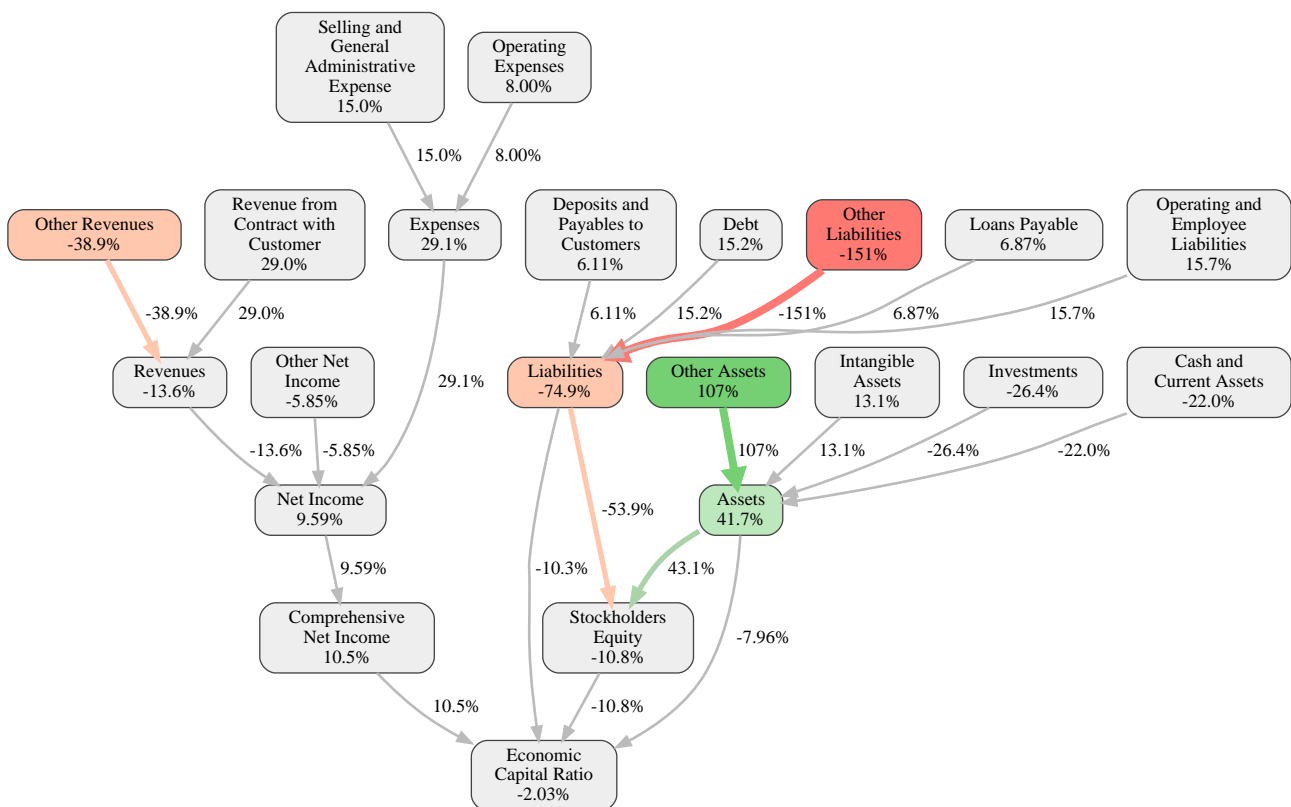 Selling and
General
Administrative
Expense
15.0%
Operating
Expenses
8.00%
15.0%
8.00%
Other Revenues
-38.9%
Revenue from
Contract with
Customer
29.0%
Expenses
29.1%
Deposits and
Payables to
Customers
6.11%
Debt
15.2%
Other
Liabilities
-151%
Loans Payable
6.87%
Operating and
Employee
Liabilities
15.7%
-38.9%
29.0%
6.11%
15.2%
-151%
6.87%
15.7%
Revenues
-13.6%
Other Net
Income
-5.85%
29.1%
Liabilities
-74.9%
Other Assets
107%
Intangible
Assets
13.1%
Investments
-26.4%
Cash and
Current Assets
-22.0%
-13.6%
-5.85%
107%
13.1%
-26.4%
-22.0%
Net Income
9.59%
-53.9%
Assets
41.7%
9.59%
-10.3%
43.1%
Comprehensive
Net Income
10.5%
Stockholders
Equity
-10.8%
-7.96%
10.5%
-10.8%
Economic
Capital Ratio
-2.03%